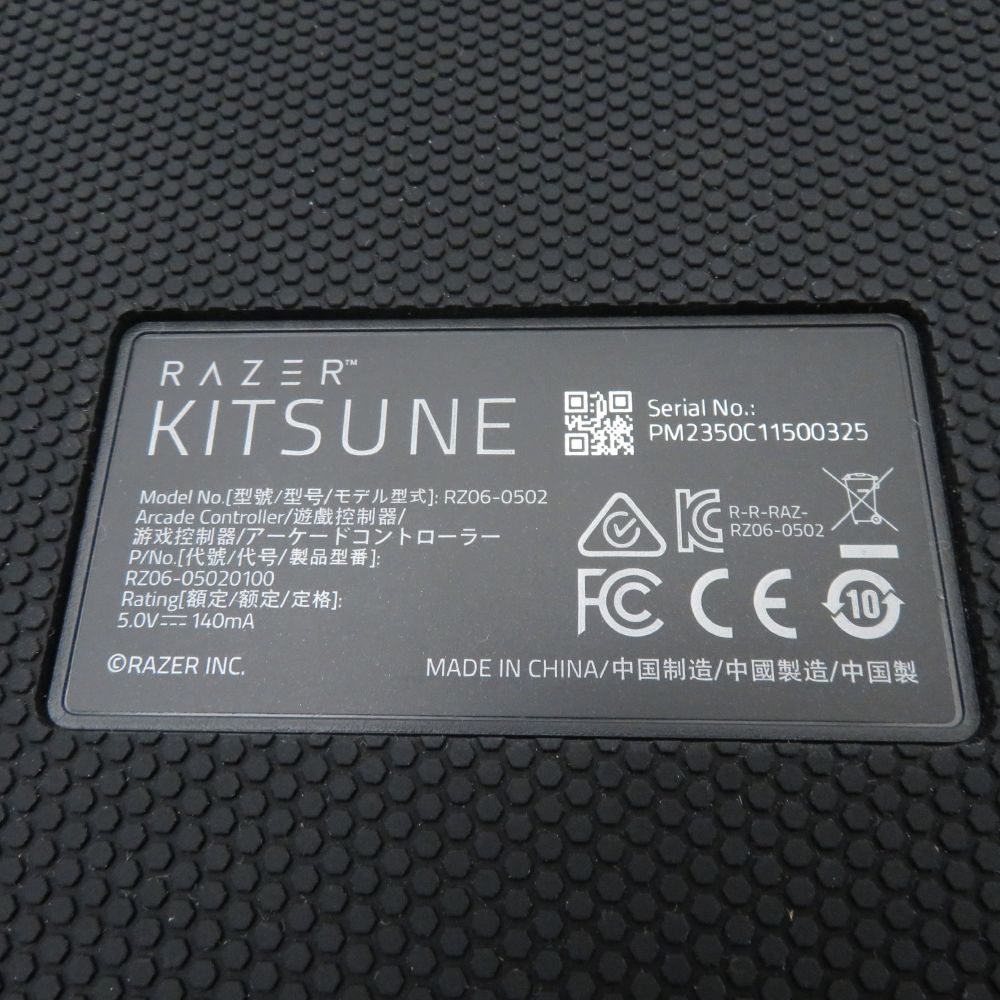 RAZER™
KITSUNE
Serial No.:
PM2350C11500325
Model No.[型號/型号/モデル型式]: RZ06-0502
Arcade Controller/遊戲控制器/
游戏控制器/アーケードコントローラー
P/No.[代號/代号/製品型番]:
RZ06-05020100
Rating[額定/额定/定格]:
5.0V⎓ 140mA
R-R-RAZ-
RZ06-0502
FC CE 10
©RAZER INC.
MADE IN CHINA/中国制造/中國製造/中国製